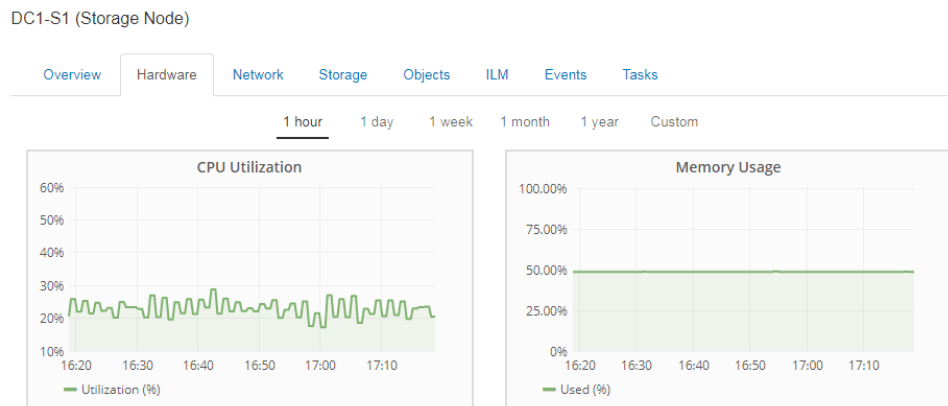 DC1-S1 (Storage Node)
Overview Hardware Network Storage Objects ILM Events Tasks
1 hour 1 day 1 week 1 month 1 year Custom
CPU Utilization
60%
50%
40%
30%
20%
10%
16:20 16:30 16:40 16:50 17:00 17:10
Utilization (%)
Memory Usage
100.00%
75.00%
50.00%
25.00%
0%
16:20 16:30 16:40 16:50 17:00 17:10
Used (%)